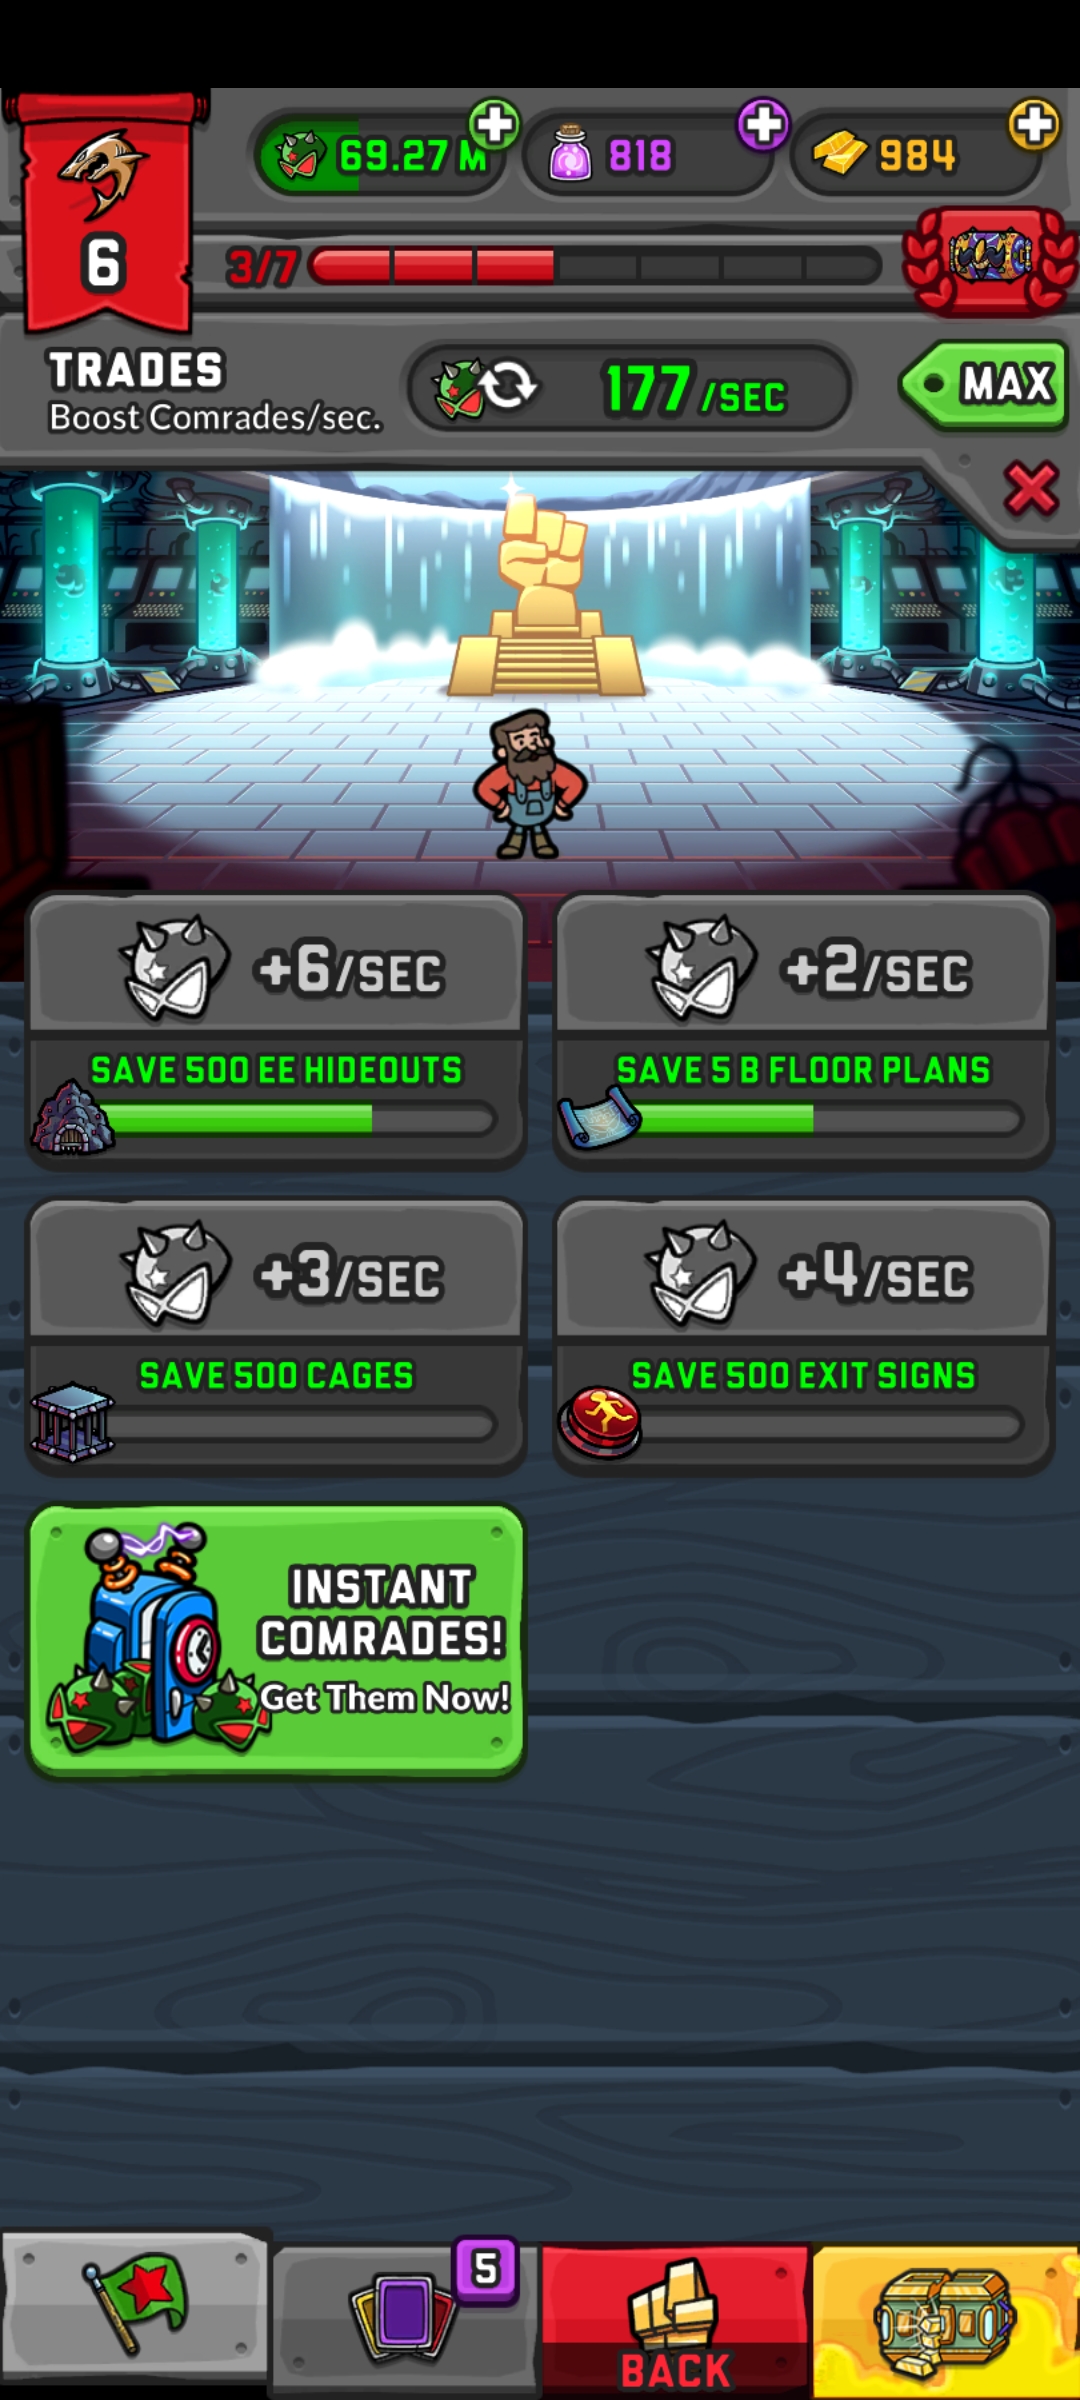 69.27 M
818
984
6
3/7
TRADES
Boost Comrades/sec.
177 /SEC
MAX
+6/SEC
+2/SEC
SAVE 500 EE HIDEOUTS
SAVE 5 B FLOOR PLANS
+3/SEC
+4/SEC
SAVE 500 CAGES
SAVE 500 EXIT SIGNS
INSTANT
COMRADES!
Get Them Now!
5
BACK